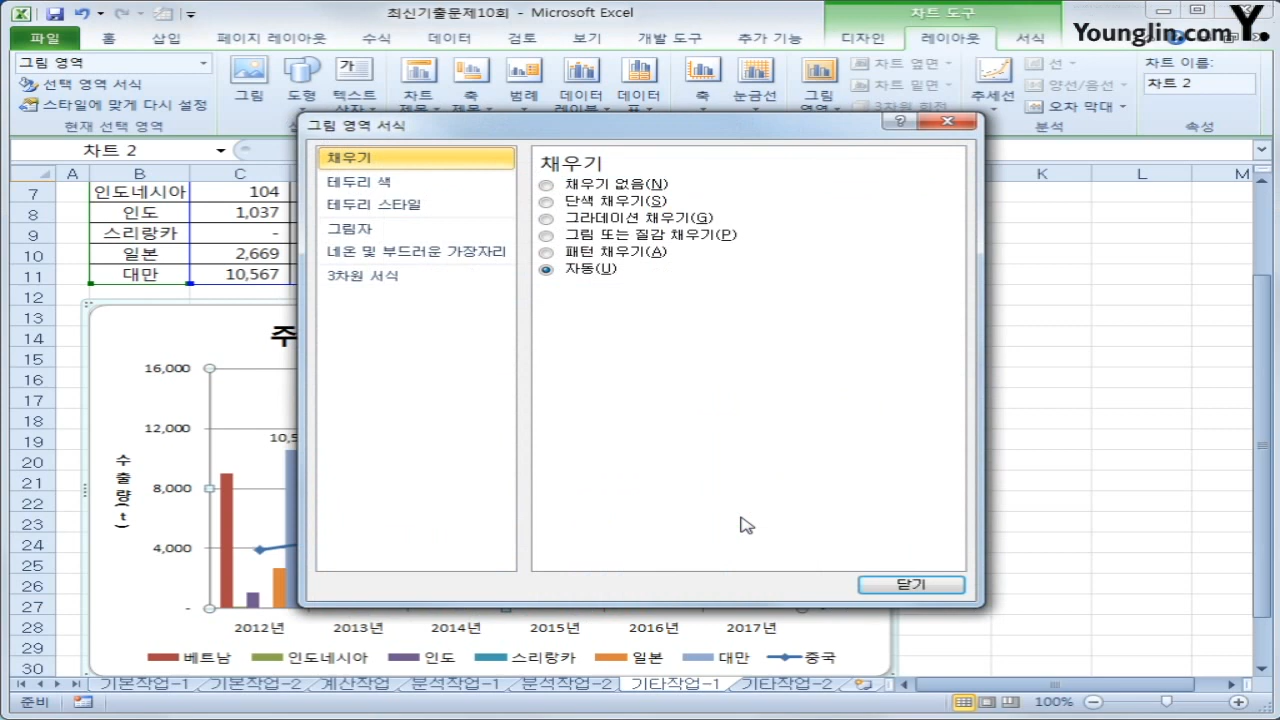 최신기출문제10회 - Microsoft Excel
차트 도구
Younglin.com Y.
파일 홈 삽입 페이지 레이아웃 수식 데이터 검토 보기 개발 도구 추가 기능 디자인 레이아웃 서식
그림 영역
선택 영역 서식
스타일에 맞게 다시 설정
현재 선택 영역
그림 도형 텍스트
차트 축 범례 데이터 데이터
축 눈금선
그림
차트 옆면
차트 밑면
추세선
선
양선/음선
오차 막대
분석
차트 이름:
차트 2
속성
차트 2
A B C K L M
7 인도네시아 104
8 인도 1,037
9 스리랑카 -
10 일본 2,669
11 대만 10,567
12
13
14
15
16
17
18
19
20
21
22
23
24
25
26
27
28
29
30
그림 영역 서식
채우기
테두리 색
테두리 스타일
그림자
네온 및 부드러운 가장자리
3차원 서식
채우기
채우기 없음(N)
단색 채우기(S)
그라데이션 채우기(G)
그림 또는 질감 채우기(P)
패턴 채우기(A)
자동(U)
닫기
주
16,000
12,000
8,000
4,000
-
수출량(t)
10,5
2012년 2013년 2014년 2015년 2016년 2017년
베트남 인도네시아 인도 스리랑카 일본 대만 중국
기본작업-1 기본작업-2 계산작업 분석작업-1 분석작업-2 기타작업-1 기타작업-2
준비
100%